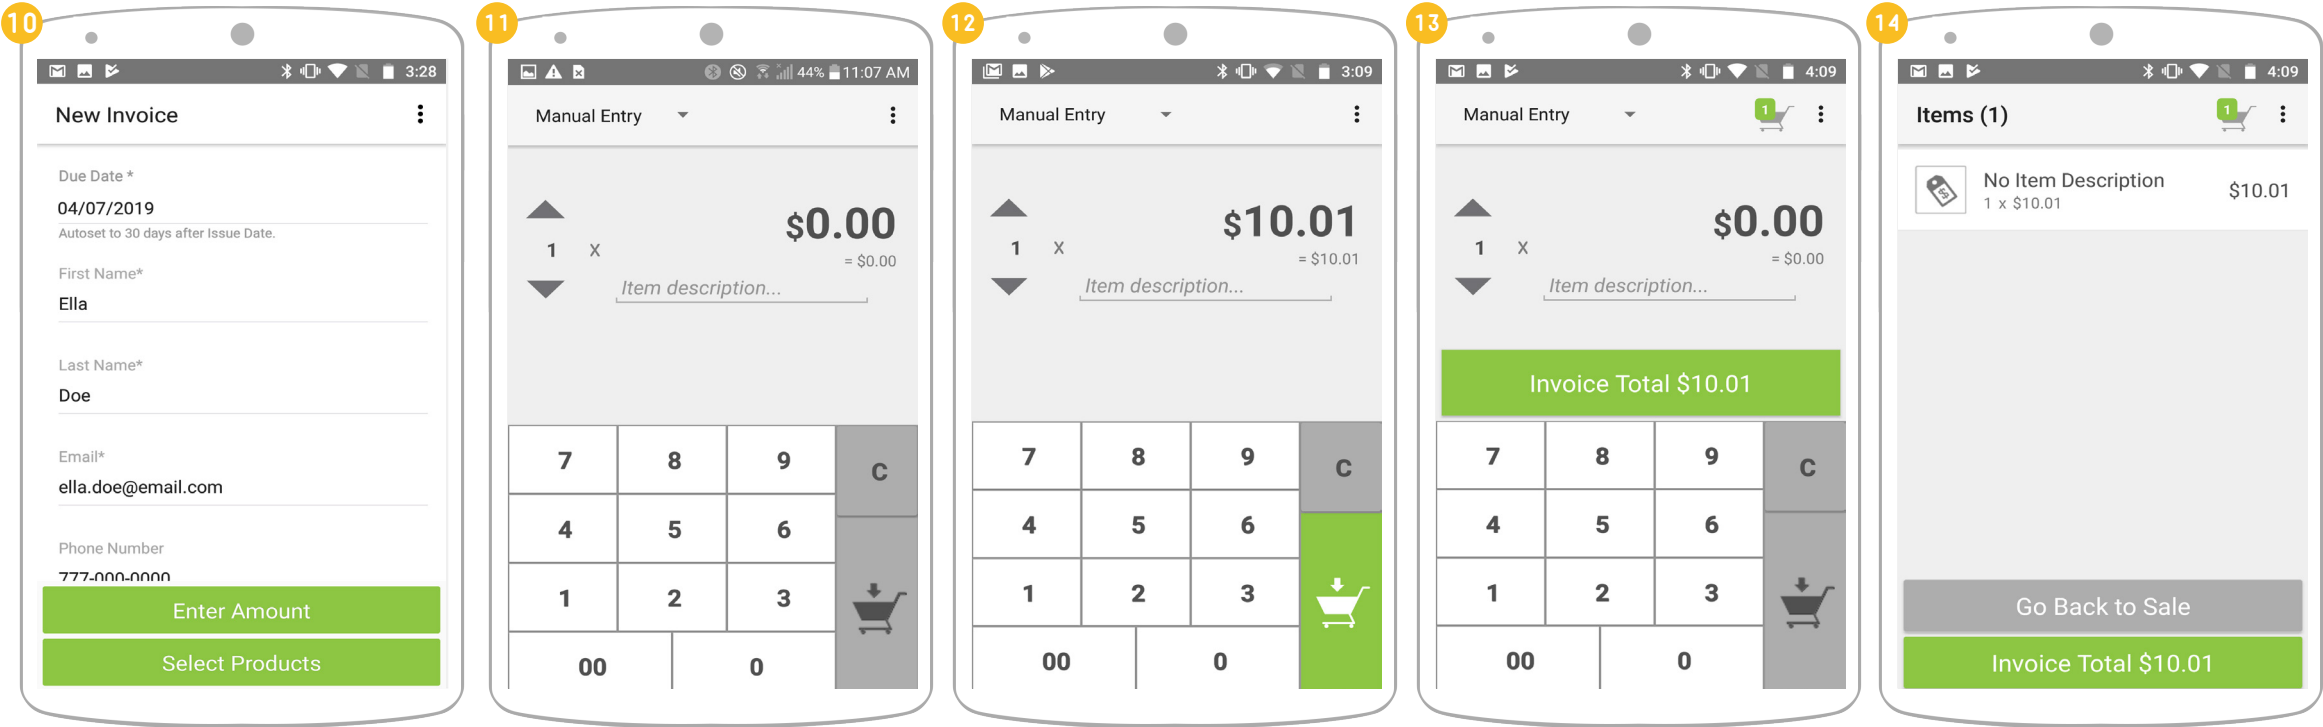 10
3:28
New Invoice
Due Date *
04/07/2019
Autoset to 30 days after Issue Date.
First Name*
Ella
Last Name*
Doe
Email*
ella.doe@email.com
Phone Number
777-000-0000
Enter Amount
Select Products
11
44% 11:07 AM
Manual Entry
$0.00
1 X
= $0.00
Item description...
7 8 9 C
4 5 6
1 2 3
00 0
12
3:09
Manual Entry
$10.01
1 X
= $10.01
Item description...
7 8 9 C
4 5 6
1 2 3
00 0
13
4:09
Manual Entry 1
$0.00
1 X
= $0.00
Item description...
Invoice Total $10.01
7 8 9 C
4 5 6
1 2 3
00 0
14
4:09
Items (1) 1
No Item Description
1 x $10.01
$10.01
Go Back to Sale
Invoice Total $10.01